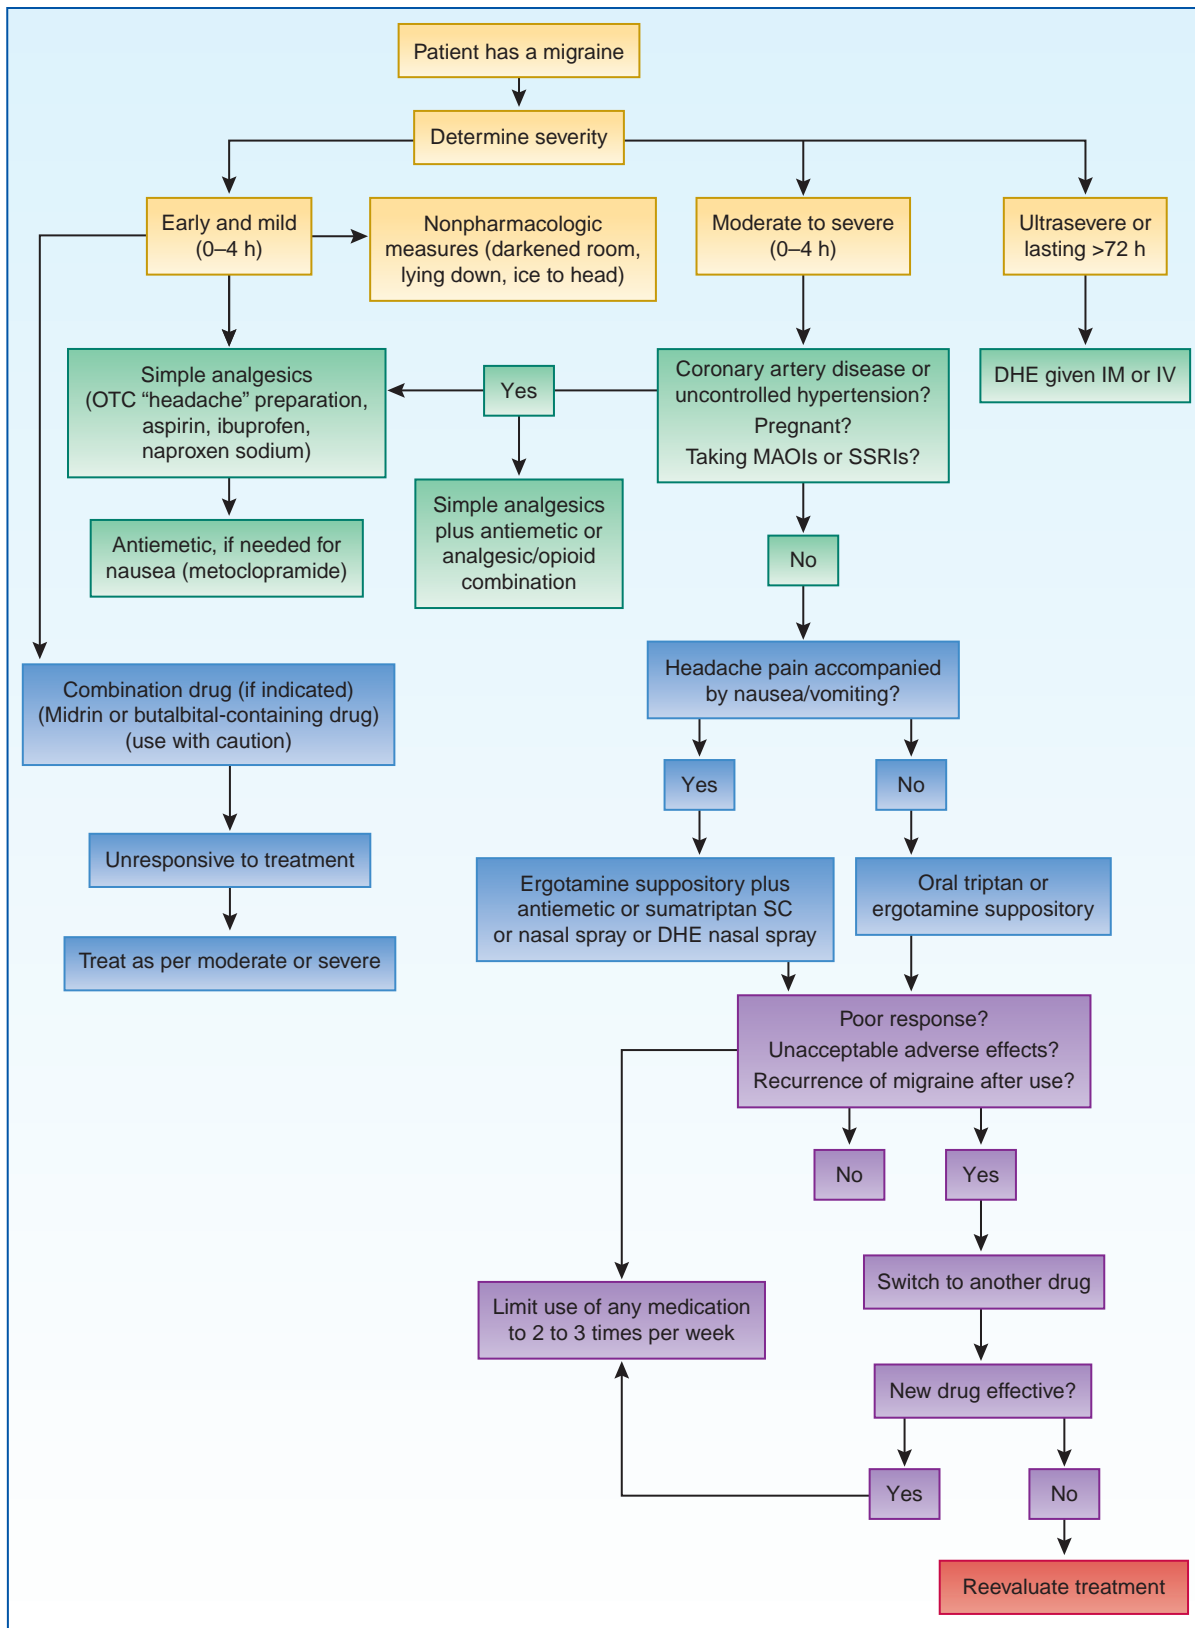 Patient has a migraine
Determine severity
Early and mild
(0–4 h)
Nonpharmacologic
measures (darkened room,
lying down, ice to head)
Moderate to severe
(0–4 h)
Ultrasevere or
lasting >72 h
Simple analgesics
(OTC “headache” preparation,
aspirin, ibuprofen,
naproxen sodium)
Yes
Coronary artery disease or
uncontrolled hypertension?
Pregnant?
Taking MAOIs or SSRIs?
DHE given IM or IV
Antiemetic, if needed for
nausea (metoclopramide)
Simple analgesics
plus antiemetic or
analgesic/opioid
combination
No
Combination drug (if indicated)
(Midrin or butalbital-containing drug)
(use with caution)
Headache pain accompanied
by nausea/vomiting?
Yes
No
Unresponsive to treatment
Ergotamine suppository plus
antiemetic or sumatriptan SC
or nasal spray or DHE nasal spray
Oral triptan or
ergotamine suppository
Treat as per moderate or severe
Poor response?
Unacceptable adverse effects?
Recurrence of migraine after use?
No
Yes
Switch to another drug
Limit use of any medication
to 2 to 3 times per week
New drug effective?
Yes
No
Reevaluate treatment